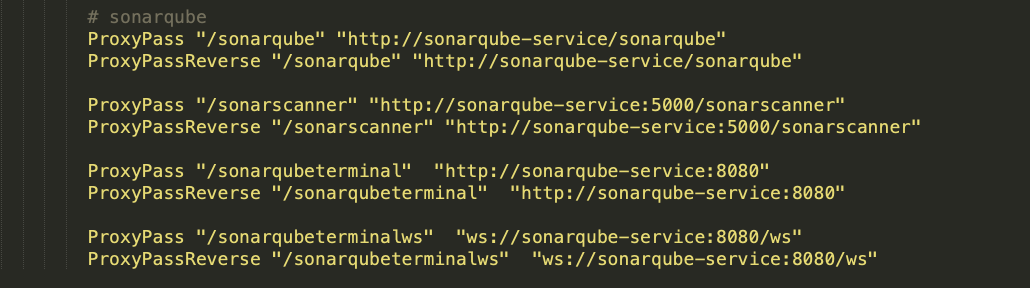 # sonarqube
ProxyPass "/sonarqube" "http://sonarqube-service/sonarqube"
ProxyPassReverse "/sonarqube" "http://sonarqube-service/sonarqube"
ProxyPass "/sonarscanner" "http://sonarqube-service:5000/sonarscanner"
ProxyPassReverse "/sonarscanner" "http://sonarqube-service:5000/sonarscanner"
ProxyPass "/sonarqubeterminal"  "http://sonarqube-service:8080"
ProxyPassReverse "/sonarqubeterminal"  "http://sonarqube-service:8080"
ProxyPass "/sonarqubeterminalws"  "ws://sonarqube-service:8080/ws"
ProxyPassReverse "/sonarqubeterminalws"  "ws://sonarqube-service:8080/ws"